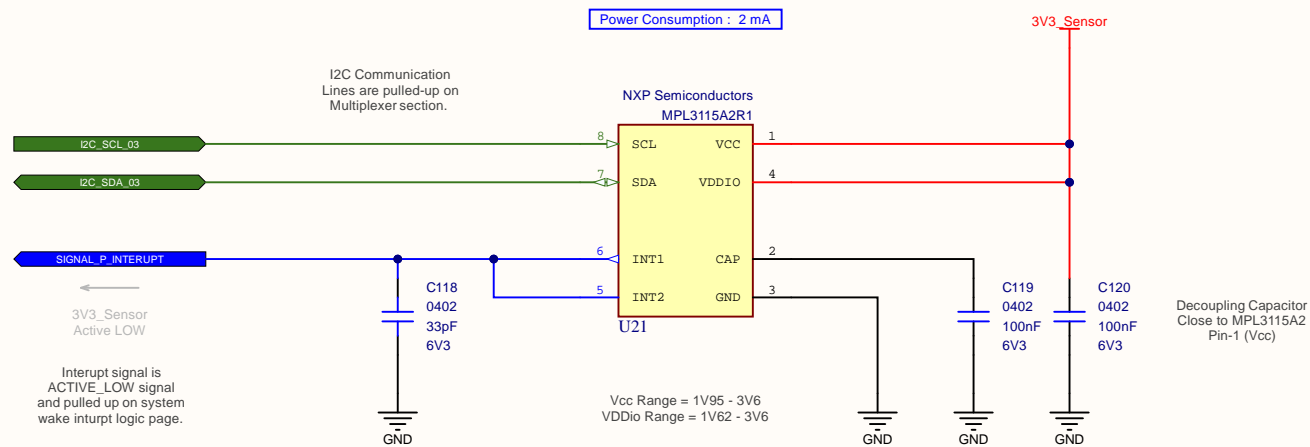 Power Consumption : 2 mA
3V3_Sensor
I2C Communication
Lines are pulled-up on
Multiplexer section.
NXP Semiconductors
MPL3115A2R1
I2C_SCL_03
8
SCL
VCC
1
I2C_SDA_03
7
SDA
VDDIO
4
SIGNAL_P_INTERUPT
6
INT1
CAP
2
5
INT2
GND
3
U21
3V3_Sensor
Active LOW
C118
0402
33pF
6V3
C119
0402
100nF
6V3
C120
0402
100nF
6V3
Decoupling Capacitor
Close to MPL3115A2
Pin-1 (Vcc)
Interupt signal is
ACTIVE_LOW signal
and pulled up on system
wake inturpt logic page.
Vcc Range = 1V95 - 3V6
VDDio Range = 1V62 - 3V6
GND
GND
GND
GND